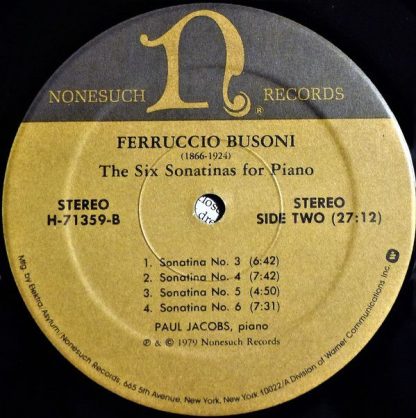 n
NONESUCH RECORDS
®
FERRUCCIO BUSONI
(1866-1924)
The Six Sonatinas for Piano
STEREO STEREO
H-71359-B SIDE TWO (27:12)
1. Sonatina No. 3 (6:42)
2. Sonatina No. 4 (7:42)
3. Sonatina No. 5 (4:50)
4. Sonatina No. 6 (7:31)
PAUL JACOBS, piano
℗ & © 1979 Nonesuch Records
Mfg. by Elektra/Asylum/Nonesuch Records, 665 5th Avenue, New York, New York 10022/A Division of Warner Communications Inc.